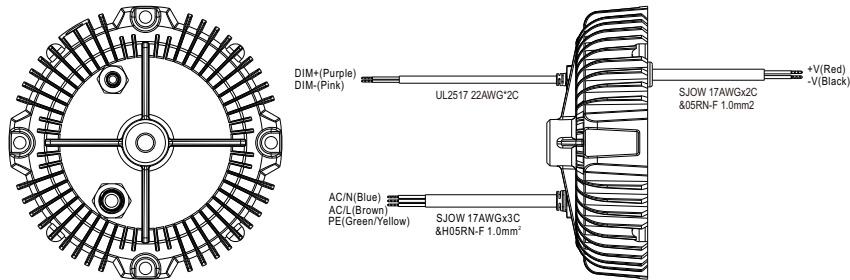 DIM+(Purple)
DIM-(Pink)
UL2517 22AWG*2C
+V(Red)
-V(Black)
SJOW 17AWGx2C
&05RN-F 1.0mm2
AC/N(Blue)
AC/L(Brown)
PE(Green/Yellow)
SJOW 17AWGx3C
&H05RN-F 1.0mm²